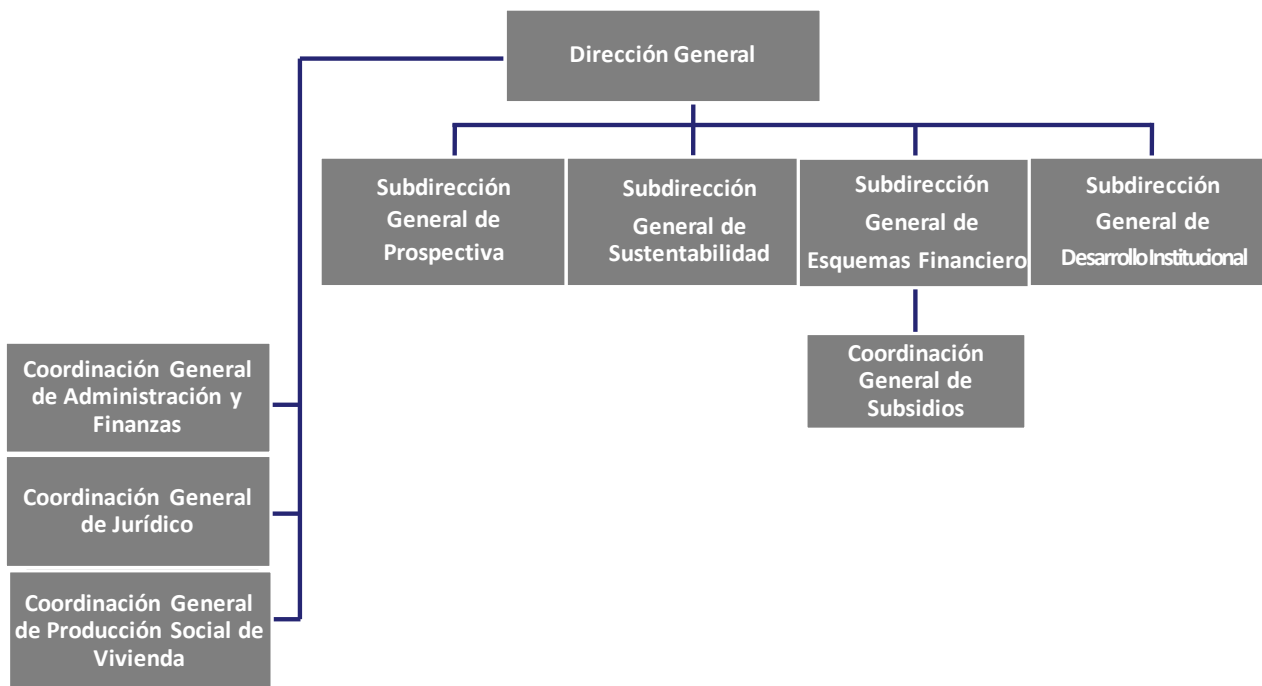 Dirección General
Subdirección
General de
Prospectiva
Subdirección
General de
Sustentabilidad
Subdirección
General de
Esquemas Financiero
Subdirección
General de
Desarrollo Institucional
Coordinación
General de
Subsidios
Coordinación General
de Administración y
Finanzas
Coordinación General
de Jurídico
Coordinación General
de Producción Social de
Vivienda